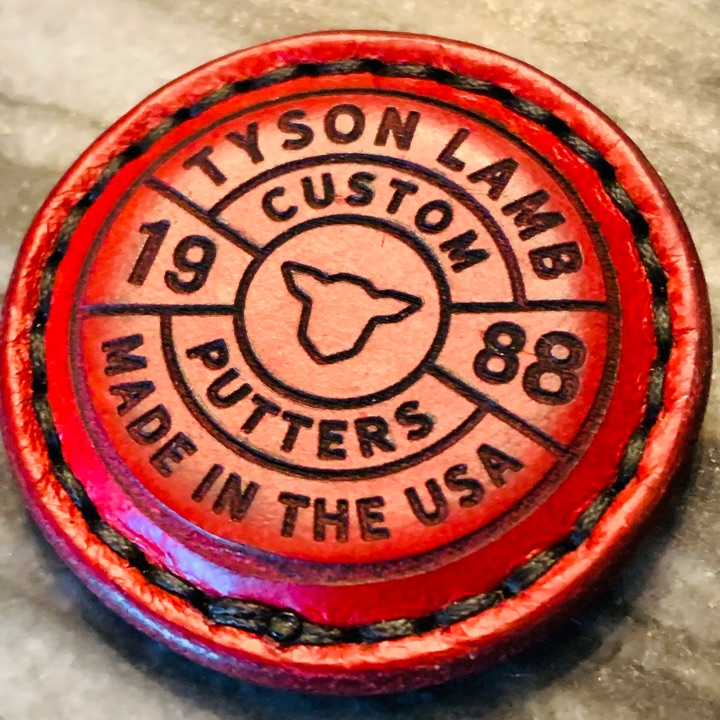 TYSON LAMB
CUSTOM
19
88
PUTTERS
MADE IN THE USA